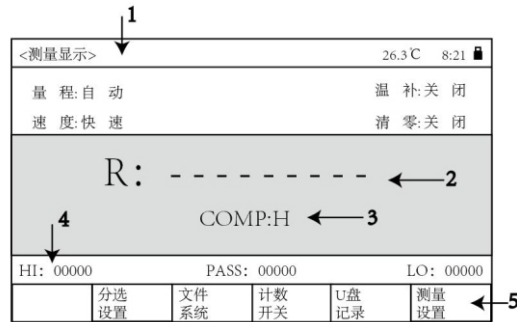 1
<测量显示> 26.3℃ 8:21
量 程:自 动 温 补:关 闭
速 度:快 速 清 零:关 闭
R: - - - - - - - - - 2
COMP:H 3
4
HI: 00000 PASS: 00000 LO: 00000
分选 文件 计数 U盘 测量
设置 系统 开关 记录 设置
5